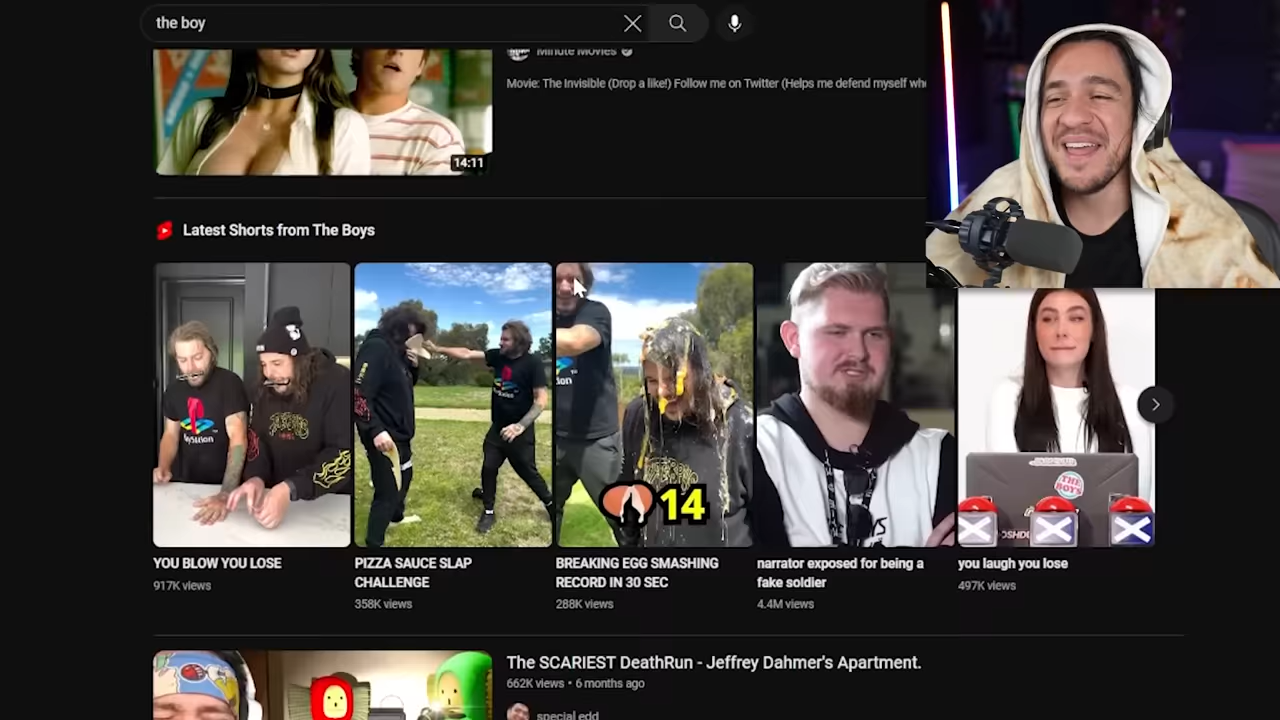 the boy
Minute Movies
Movie: The Invisible (Drop a like!) Follow me on Twitter (Helps me defend myself
14:11
Latest Shorts from The Boys
14
THE BOYS
YOU BLOW YOU LOSE
917K views
PIZZA SAUCE SLAP
CHALLENGE
358K views
BREAKING EGG SMASHING
RECORD IN 30 SEC
288K views
narrator exposed for being a
fake soldier
4.4M views
you laugh you lose
497K views
The SCARIEST DeathRun - Jeffrey Dahmer's Apartment.
662K views • 6 months ago
special edd